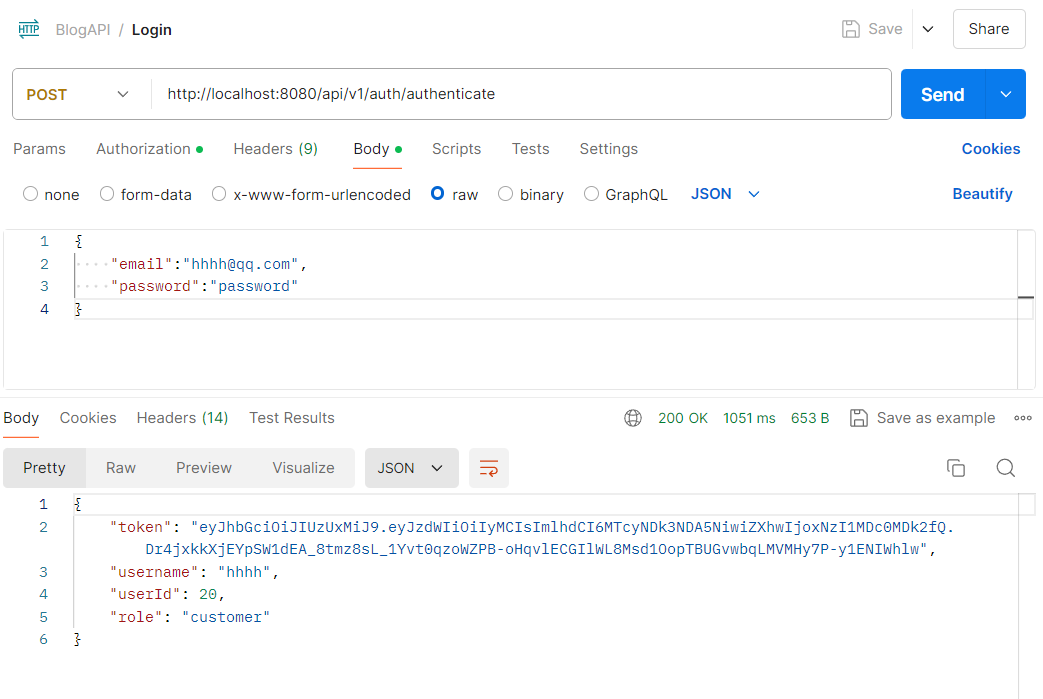 HTTP BlogAPI / Login Save Share
POST http://localhost:8080/api/v1/auth/authenticate Send
Params Authorization Headers (9) Body Scripts Tests Settings Cookies
none form-data x-www-form-urlencoded raw binary GraphQL JSON Beautify
1 {
2 "email":"hhhh@qq.com",
3 "password":"password"
4 }
Body Cookies Headers (14) Test Results 200 OK 1051 ms 653 B Save as example
Pretty Raw Preview Visualize JSON
1 {
2 "token": "eyJhbGciOiJIUzUxMiJ9.eyJzdWIiOiIyMCIsImlhdCI6MTcyNDk3NDA5NiwiZXhwIjoxNzI1MDc0MDk2fQ.
Dr4jxkkXjEYpSW1dEA_8tmz8sL_1Yvt0qzoWZPB-oHqvlECGIlWL8Msd1OopTBUGvwbqLMVMHy7P-y1ENIWhlw",
3 "username": "hhhh",
4 "userId": 20,
5 "role": "customer"
6 }